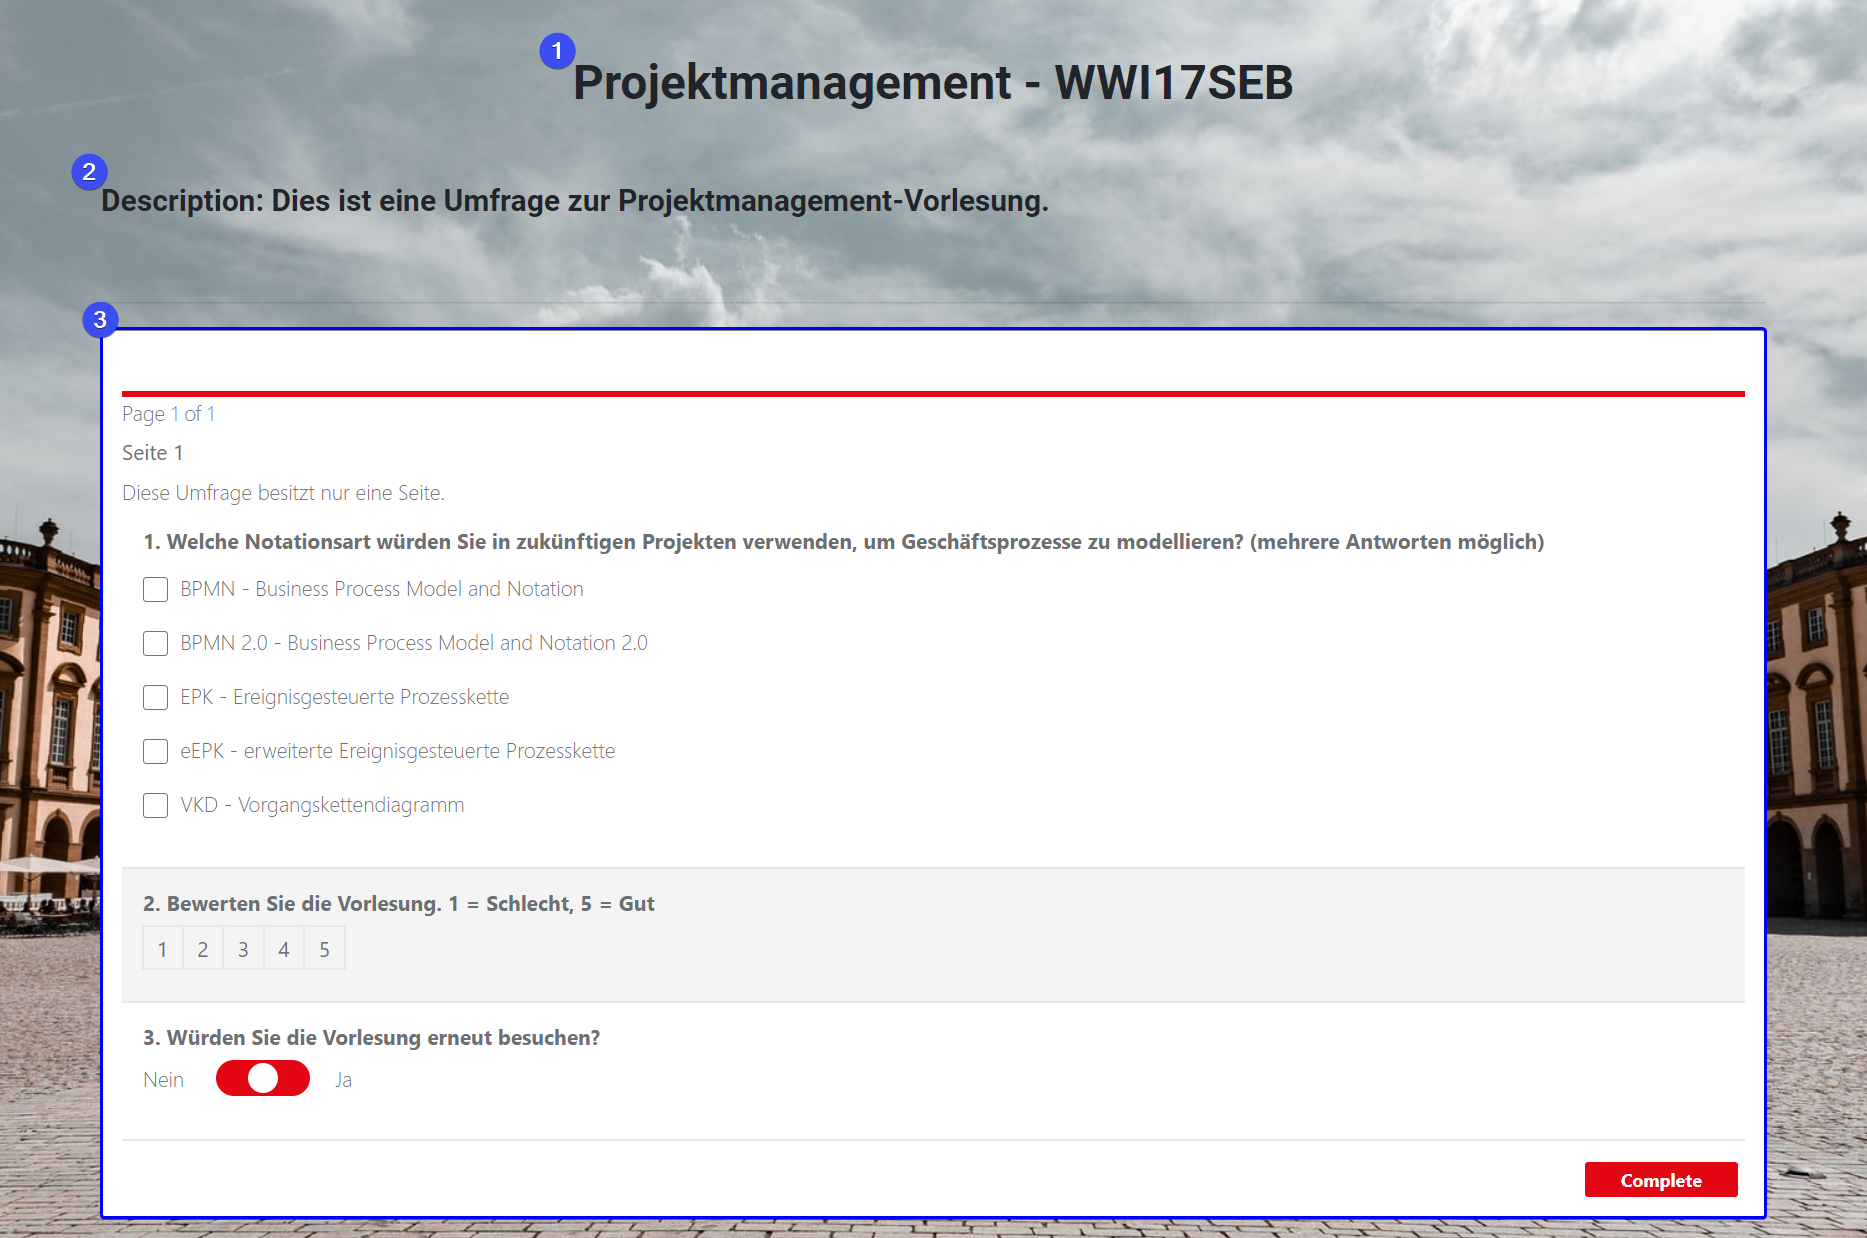 1
Projektmanagement - WWI17SEB
2
Description: Dies ist eine Umfrage zur Projektmanagement-Vorlesung.
3
Page 1 of 1
Seite 1
Diese Umfrage besitzt nur eine Seite.
1. Welche Notationsart würden Sie in zukünftigen Projekten verwenden, um Geschäftsprozesse zu modellieren? (mehrere Antworten möglich)
BPMN - Business Process Model and Notation
BPMN 2.0 - Business Process Model and Notation 2.0
EPK - Ereignisgesteuerte Prozesskette
eEPK - erweiterte Ereignisgesteuerte Prozesskette
VKD - Vorgangskettendiagramm
2. Bewerten Sie die Vorlesung. 1 = Schlecht, 5 = Gut
1 2 3 4 5
3. Würden Sie die Vorlesung erneut besuchen?
Nein Ja
Complete